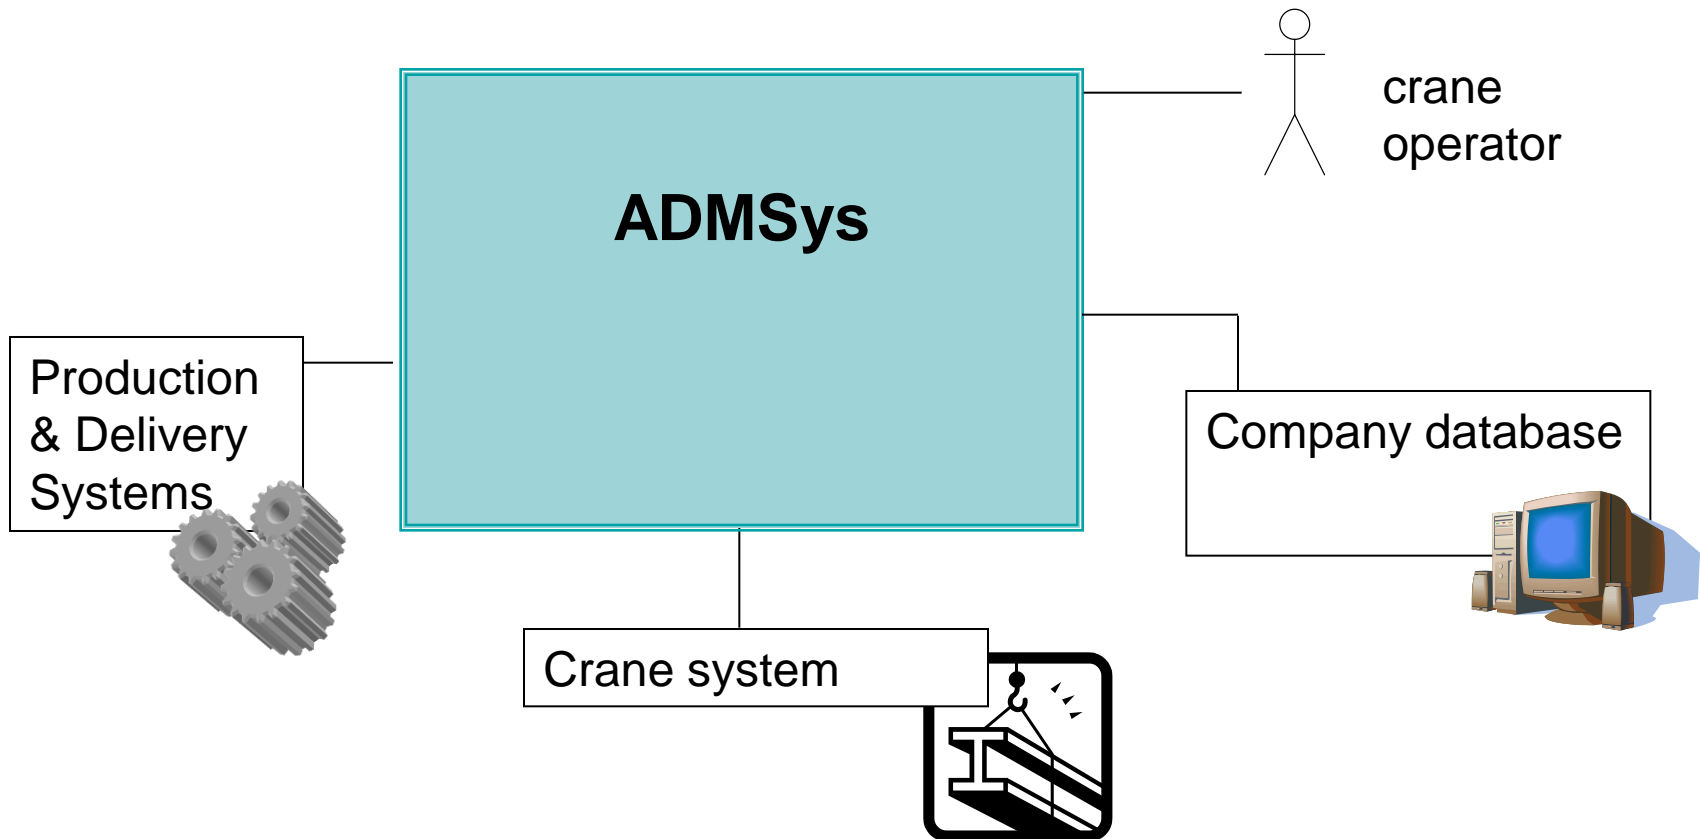 crane
operator
ADMSys
Production
& Delivery
Systems
Company database
Crane system